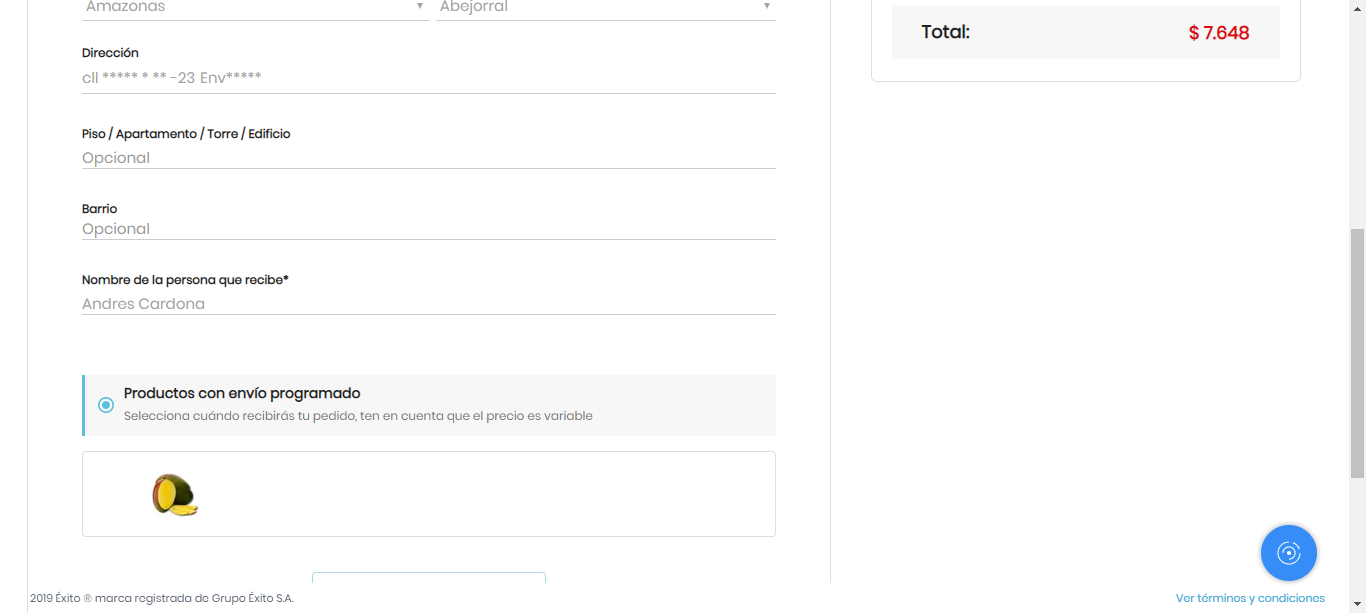 Amazonas
Abejorral
Dirección
cll ***** * ** -23 Env*****
Piso / Apartamento / Torre / Edificio
Opcional
Barrio
Opcional
Nombre de la persona que recibe*
Andres Cardona
Productos con envío programado
Selecciona cuándo recibirás tu pedido, ten en cuenta que el precio es variable
Total: $ 7.648
2019 Éxito ® marca registrada de Grupo Éxito S.A.
Ver términos y condiciones